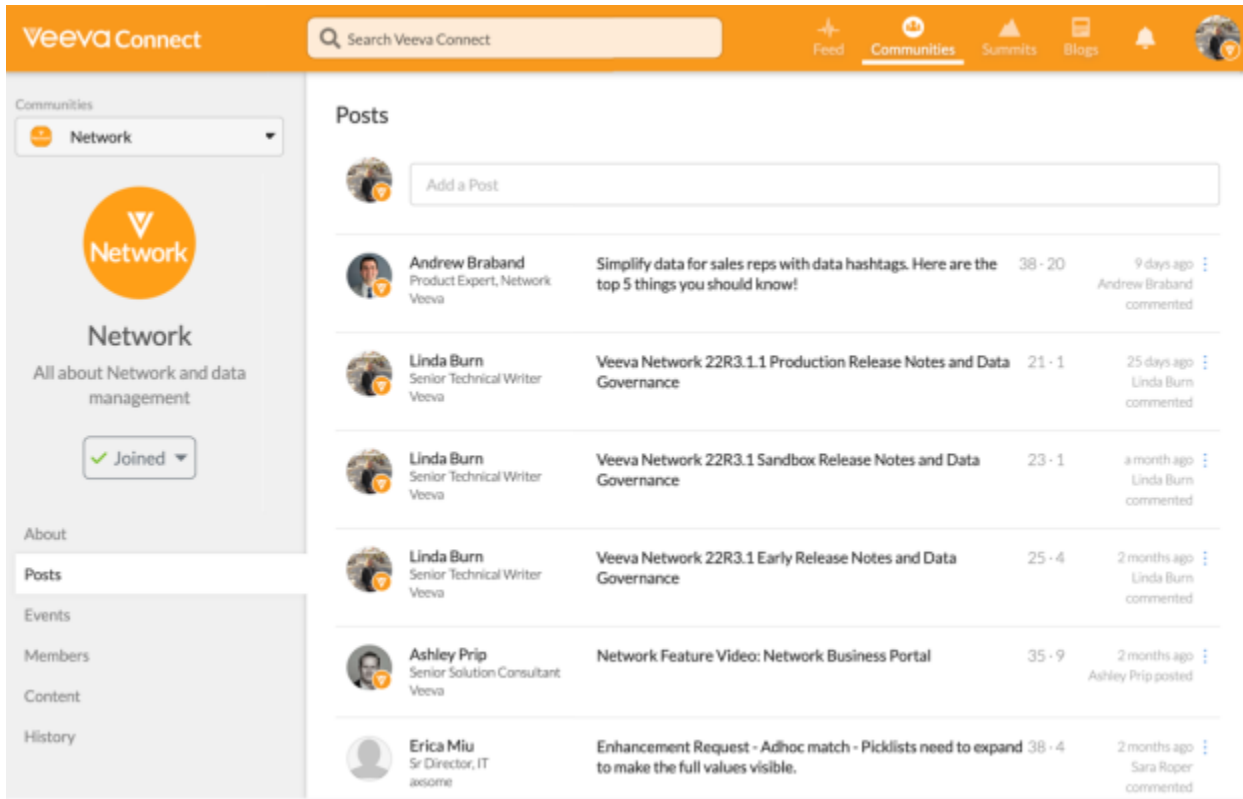 Veeva Connect
Search Veeva Connect
Feed
Communities
Summits
Blogs
Communities
Network
Network
Network
All about Network and data
management
Joined
About
Posts
Events
Members
Content
History
Posts
Add a Post
Andrew Braband
Product Expert, Network
Veeva
Simplify data for sales reps with data hashtags. Here are the
top 5 things you should know!
38 · 20
9 days ago
Andrew Braband
commented
Linda Burn
Senior Technical Writer
Veeva
Veeva Network 22R3.1.1 Production Release Notes and Data
Governance
21 · 1
25 days ago
Linda Burn
commented
Linda Burn
Senior Technical Writer
Veeva
Veeva Network 22R3.1 Sandbox Release Notes and Data
Governance
23 · 1
a month ago
Linda Burn
commented
Linda Burn
Senior Technical Writer
Veeva
Veeva Network 22R3.1 Early Release Notes and Data
Governance
25 · 4
2 months ago
Linda Burn
commented
Ashley Prip
Senior Solution Consultant
Veeva
Network Feature Video: Network Business Portal
35 · 9
2 months ago
Ashley Prip posted
Erica Miu
Sr Director, IT
axsome
Enhancement Request - Adhoc match - Picklists need to expand
to make the full values visible.
38 · 4
2 months ago
Sara Roper
commented